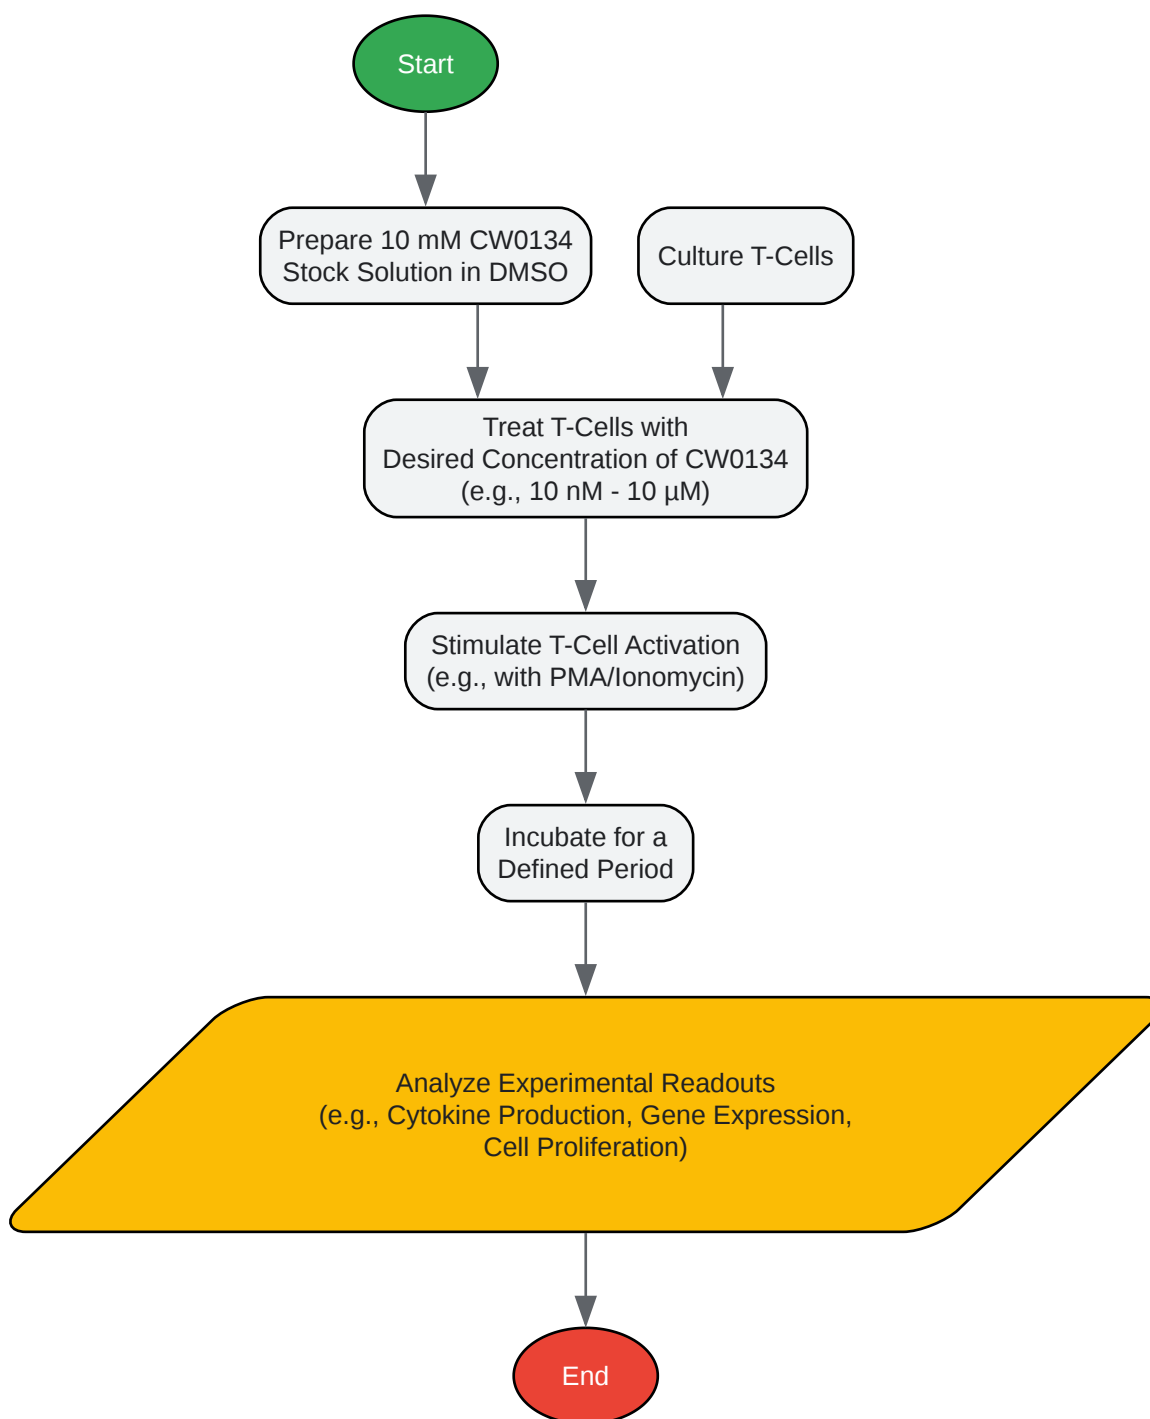 Start
Prepare 10 mM CW0134
Stock Solution in DMSO
Culture T-Cells
Treat T-Cells with
Desired Concentration of CW0134
(e.g., 10 nM - 10 µM)
Stimulate T-Cell Activation
(e.g., with PMA/Ionomycin)
Incubate for a
Defined Period
Analyze Experimental Readouts
(e.g., Cytokine Production, Gene Expression,
Cell Proliferation)
End